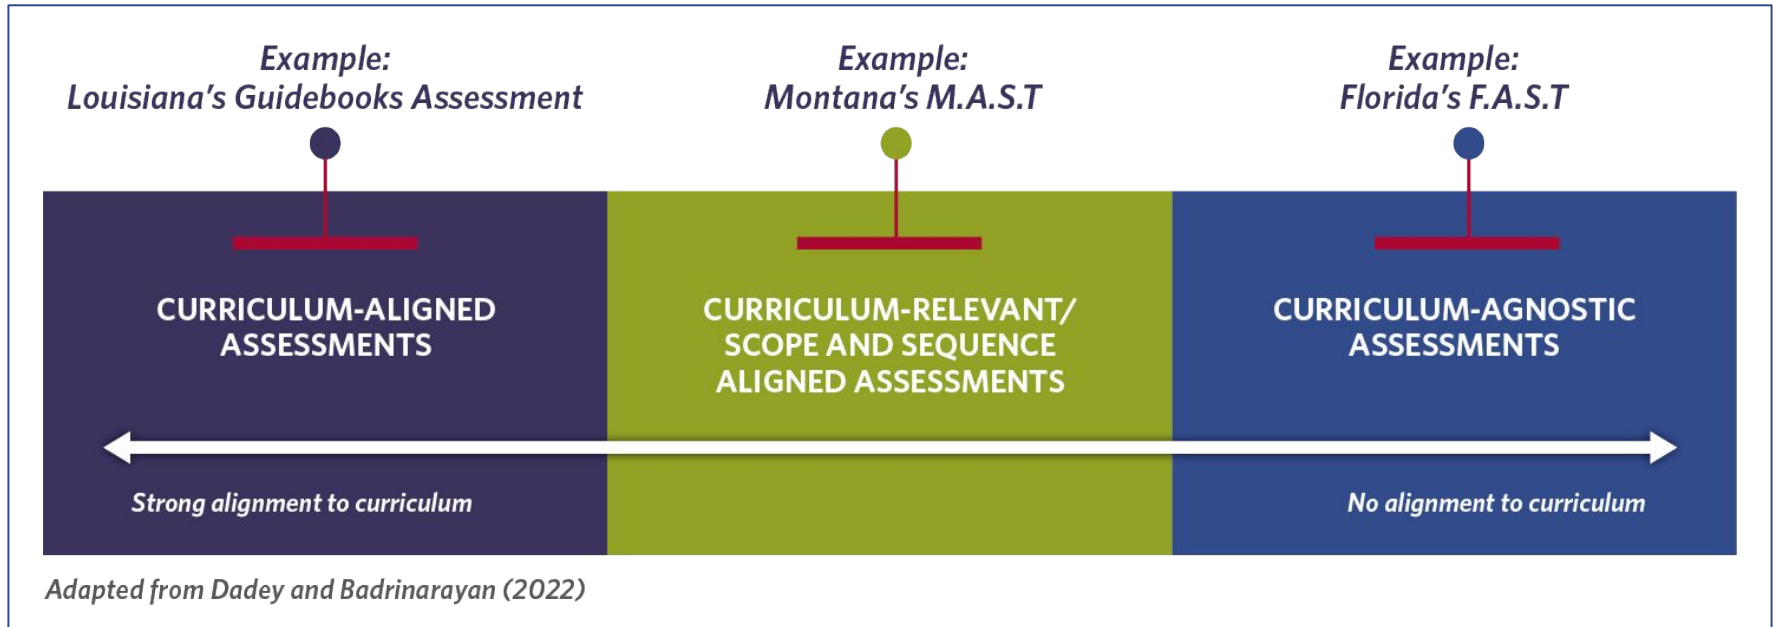 Example:
Louisiana's Guidebooks Assessment
Example:
Montana's M.A.S.T
Example:
Florida's F.A.S.T
CURRICULUM-ALIGNED
ASSESSMENTS
CURRICULUM-RELEVANT/
SCOPE AND SEQUENCE
ALIGNED ASSESSMENTS
CURRICULUM-AGNOSTIC
ASSESSMENTS
Strong alignment to curriculum
No alignment to curriculum
Adapted from Dadey and Badrinarayan (2022)